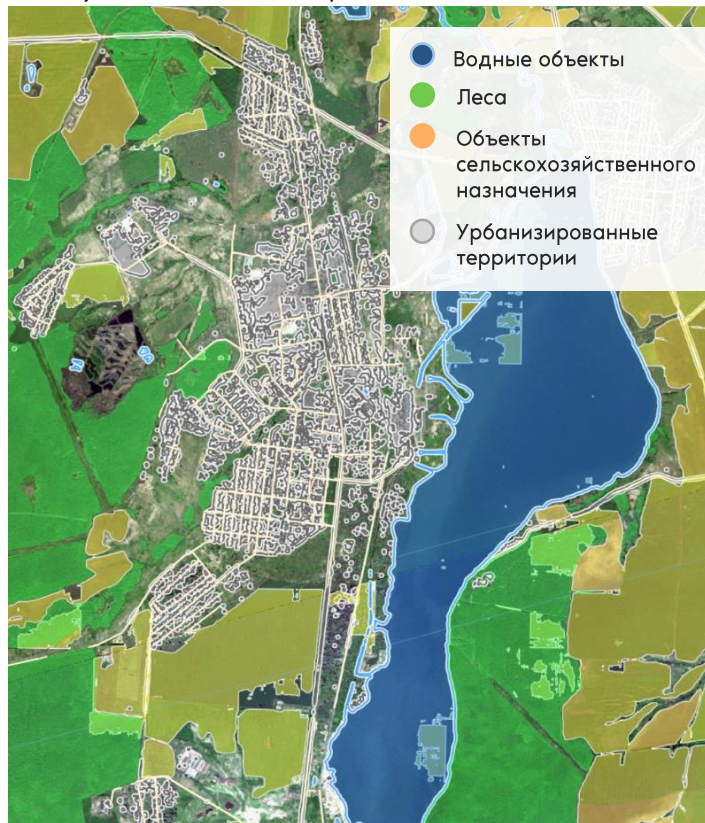 Водные объекты
Леса
Объекты
сельскохозяйственного
назначения
Урбанизированные
территории